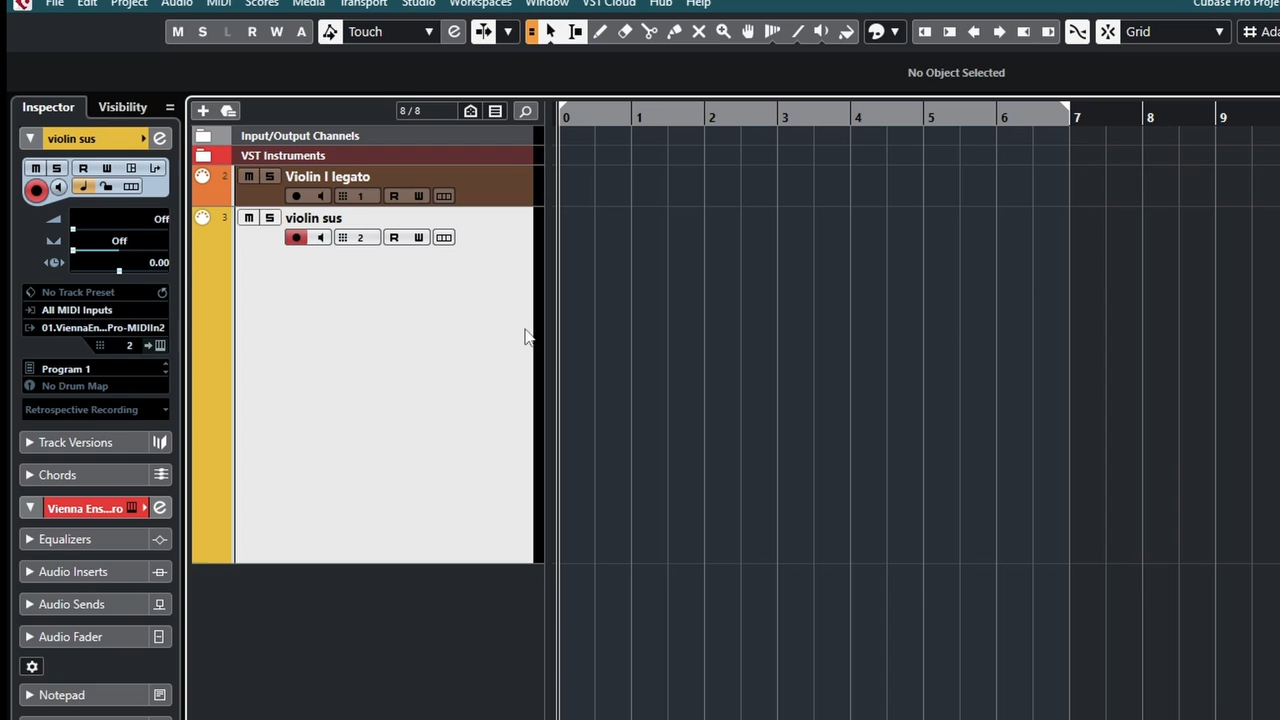 File Edit Project Audio MIDI Scores Media Transport Studio Workspaces Window VST Cloud Hub Help
Cubase Pro Proje
M S L R W A Touch Grid Ada
No Object Selected
Inspector Visibility
8 / 8
0 1 2 3 4 5 6 7 8 9
violin sus
Input/Output Channels
VST Instruments
M S R W
2 M S Violin I legato
1 R W
3 M S violin sus
2 R W
Off
Off
0.00
No Track Preset
All MIDI Inputs
01.ViennaEn...Pro-MIDIIn2
2
Program 1
No Drum Map
Retrospective Recording
Track Versions
Chords
Vienna Ens...ro
Equalizers
Audio Inserts
Audio Sends
Audio Fader
Notepad